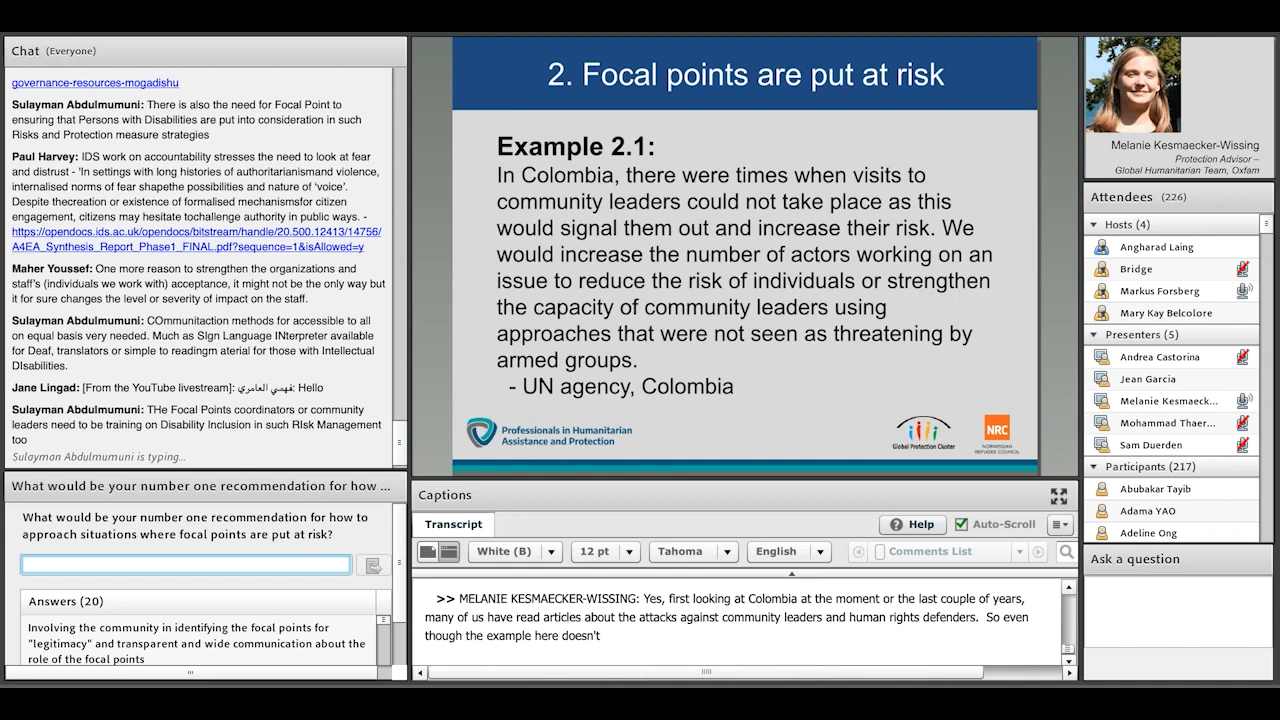 Chat (Everyone)
governance-resources-mogadishu
Sulayman Abdulmumuni: There is also the need for Focal Point to
ensuring that Persons with Disabilities are put into consideration in such
Risks and Protection measure strategies
Paul Harvey: IDS work on accountability stresses the need to look at fear
and distrust - 'In settings with long histories of authoritarianismand violence,
internalised norms of fear shapethe possibilities and nature of 'voice'.
Despite thecreation or existence of formalised mechanismsfor citizen
engagement, citizens may hesitate tochallenge authority in public ways. -
https://opendocs.ids.ac.uk/opendocs/bitstream/handle/20.500.12413/14756/
A4EA_Synthesis_Report_Phase1_FINAL.pdf?sequence=1&isAllowed=y
Maher Youssef: One more reason to strengthen the organizations and
staff's (individuals we work with) acceptance, it might not be the only way but
it for sure changes the level or severity of impact on the staff.
Sulayman Abdulmumuni: COmmunitaction methods for accessible to all
on equal basis very needed. Much as SIgn Language INterpreter available
for Deaf, translators or simple to readingm aterial for those with Intellectual
DIsabilities.
Jane Lingad: [From the YouTube livestream]: فهمي العامري: Hello
Sulayman Abdulmumuni: THe Focal Points coordinators or community
leaders need to be training on Disability Inclusion in such RIsk Management
too
Sulayman Abdulmumuni is typing...
What would be your number one recommendation for how ...
What would be your number one recommendation for how to
approach situations where focal points are put at risk?
Answers (20)
Involving the community in identifying the focal points for
"legitimacy" and transparent and wide communication about the
role of the focal points
2. Focal points are put at risk
Example 2.1:
In Colombia, there were times when visits to
community leaders could not take place as this
would signal them out and increase their risk. We
would increase the number of actors working on an
issue to reduce the risk of individuals or strengthen
the capacity of community leaders using
approaches that were not seen as threatening by
armed groups.
- UN agency, Colombia
Professionals in Humanitarian
Assistance and Protection
Global Protection Cluster
NRC
NORWEGIAN
REFUGEE COUNCIL
Captions
Transcript
Help
Auto-Scroll
White (B)
12 pt
Tahoma
English
Comments List
>> MELANIE KESMAECKER-WISSING: Yes, first looking at Colombia at the moment or the last couple of years,
many of us have read articles about the attacks against community leaders and human rights defenders. So even
though the example here doesn't
Melanie Kesmaecker-Wissing
Protection Advisor –
Global Humanitarian Team, Oxfam
Attendees (226)
Hosts (4)
Angharad Laing
Bridge
Markus Forsberg
Mary Kay Belcolore
Presenters (5)
Andrea Castorina
Jean Garcia
Melanie Kesmaeck...
Mohammad Thaer...
Sam Duerden
Participants (217)
Abubakar Tayib
Adama YAO
Adeline Ong
Ask a question